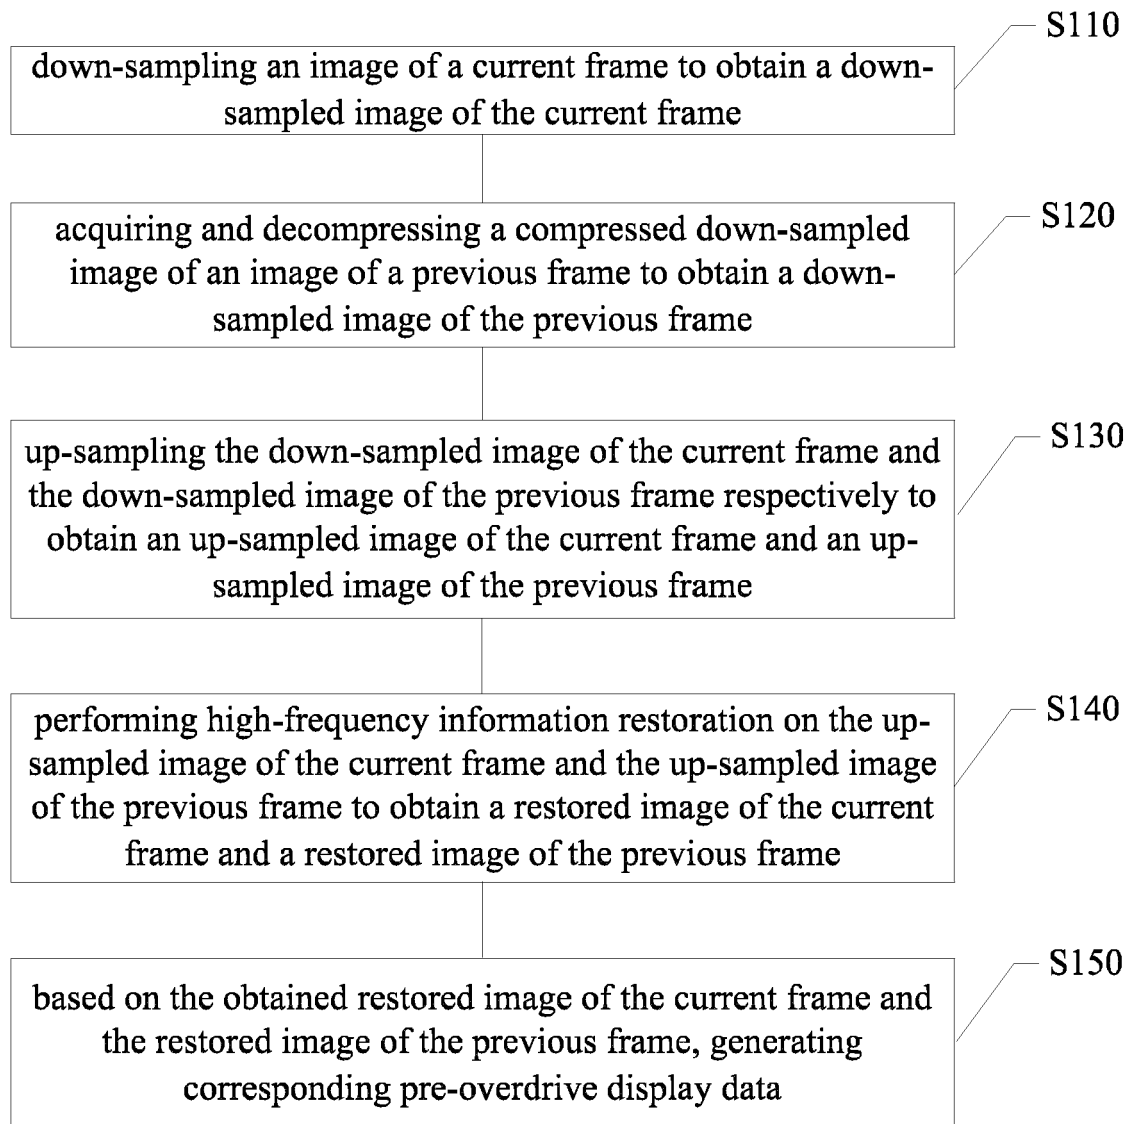 S110
down-sampling an image of a current frame to obtain a down-
sampled image of the current frame
S120
acquiring and decompressing a compressed down-sampled
image of an image of a previous frame to obtain a down-
sampled image of the previous frame
S130
up-sampling the down-sampled image of the current frame and
the down-sampled image of the previous frame respectively to
obtain an up-sampled image of the current frame and an up-
sampled image of the previous frame
S140
performing high-frequency information restoration on the up-
sampled image of the current frame and the up-sampled image
of the previous frame to obtain a restored image of the current
frame and a restored image of the previous frame
S150
based on the obtained restored image of the current frame and
the restored image of the previous frame, generating
corresponding pre-overdrive display data